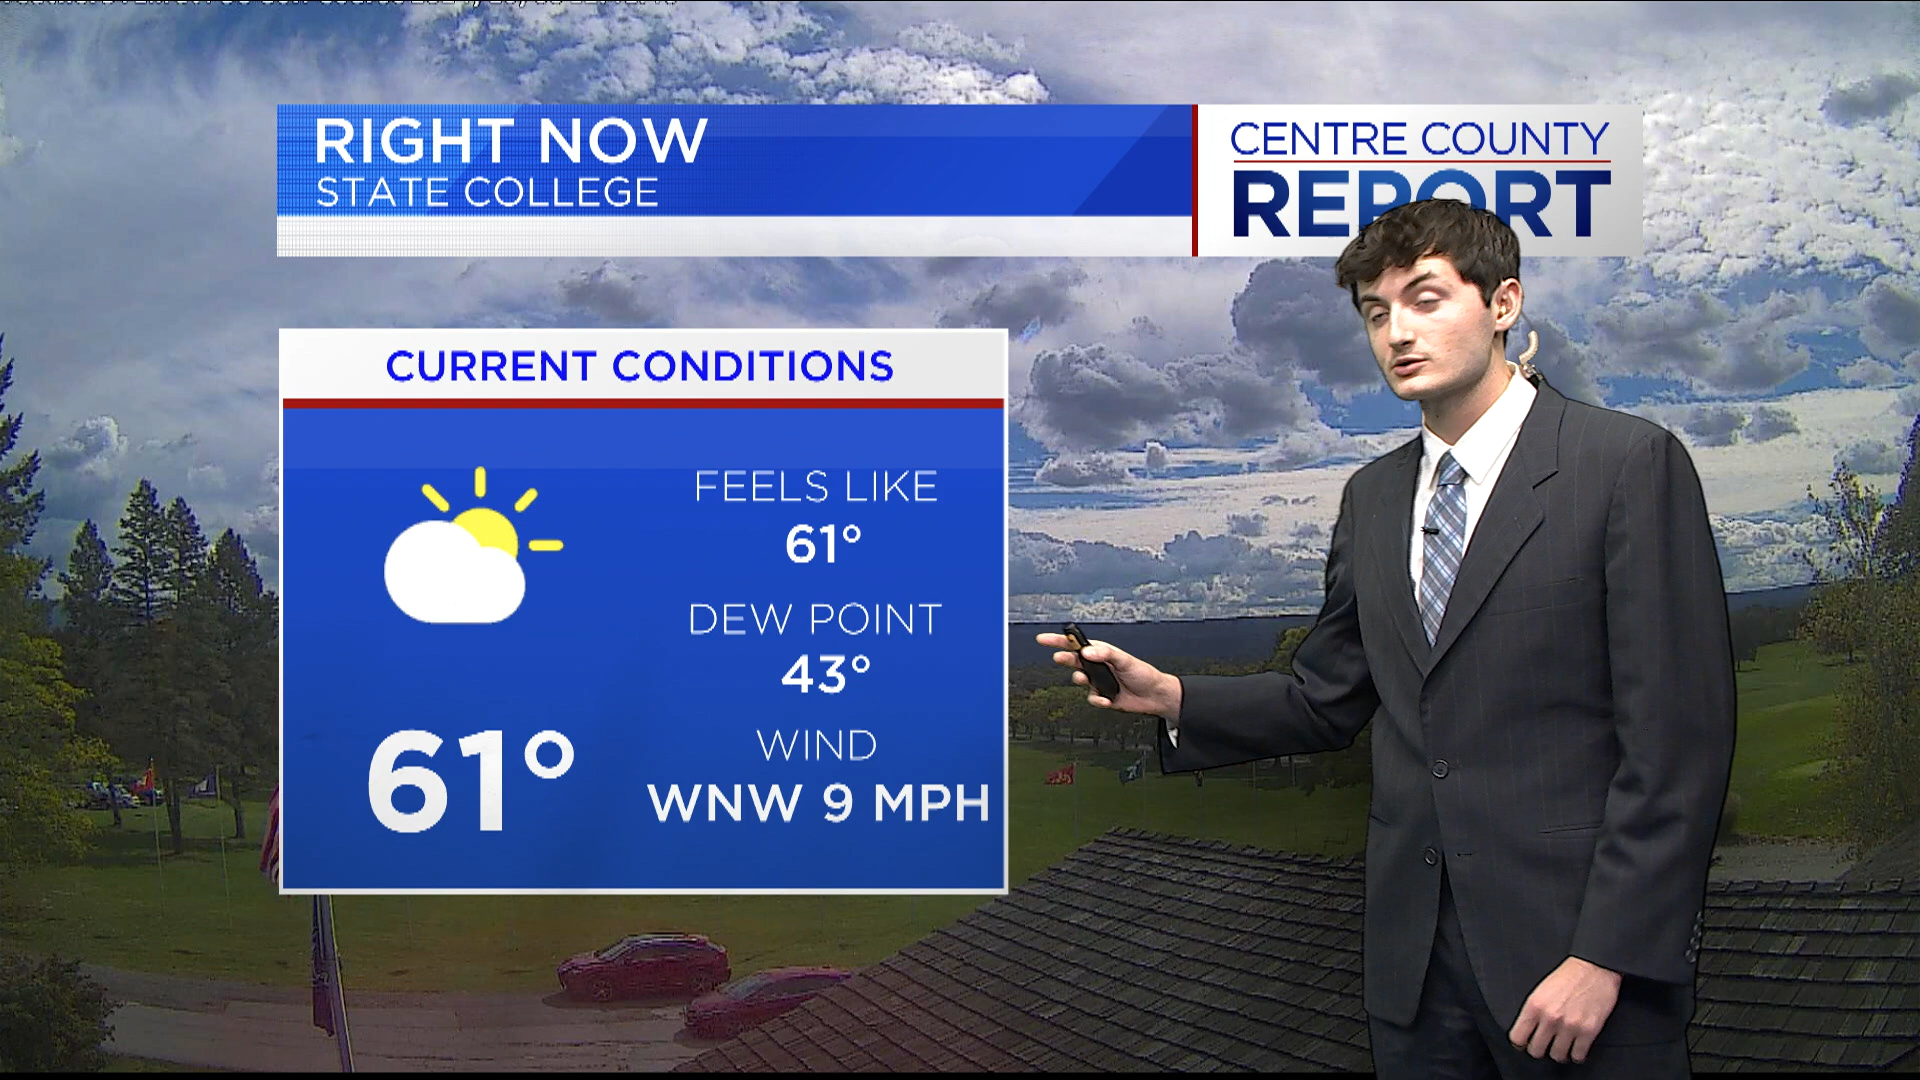 RIGHT NOW
STATE COLLEGE
CENTRE COUNTY
REPORT
CURRENT CONDITIONS
FEELS LIKE
61°
DEW POINT
43°
WIND
WNW 9 MPH
61°